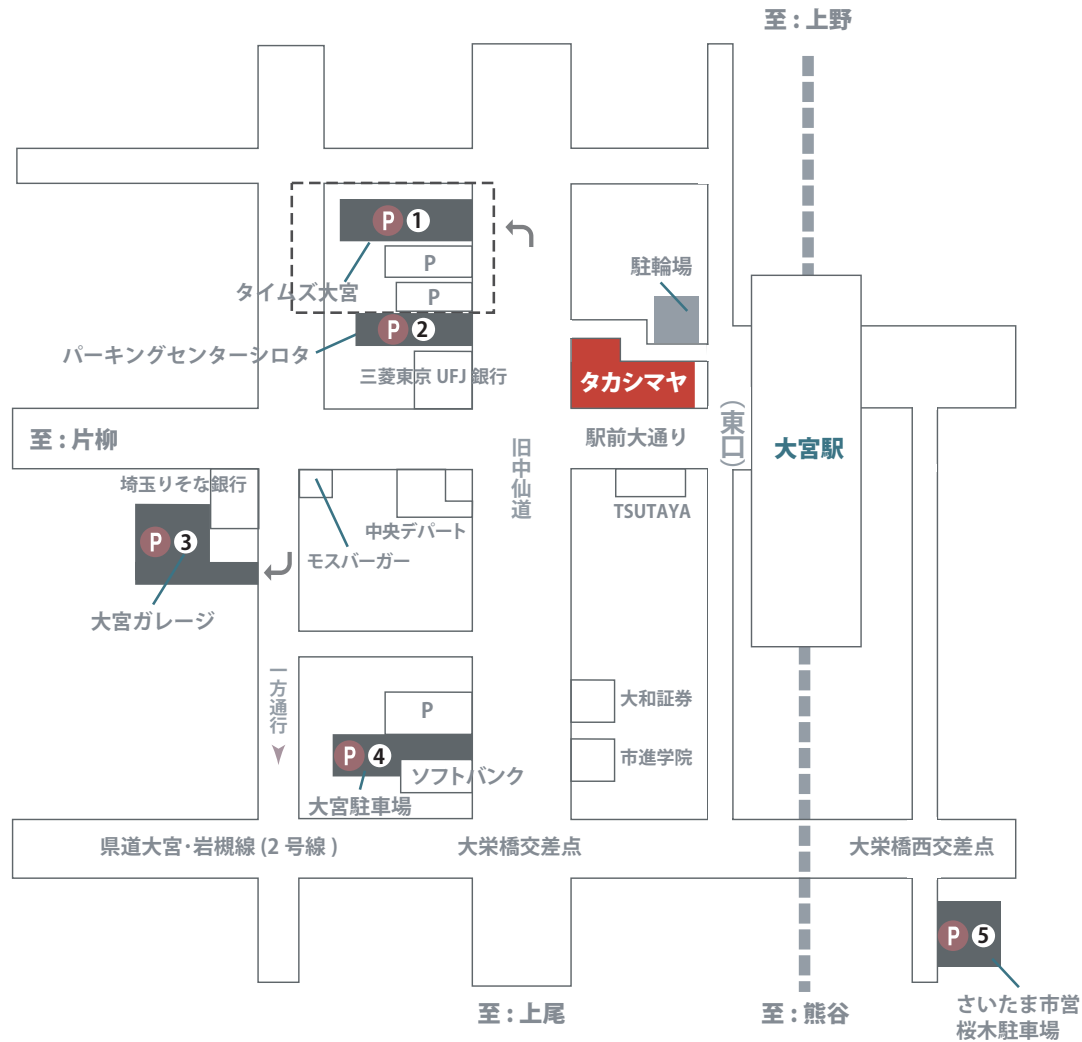 至 : 上野
P 1
P
駐輪場
タイムズ大宮
P
P 2
パーキングセンターシロタ
三菱東京 UFJ 銀行
タカシマヤ
(東口)
至 : 片柳
駅前大通り
大宮駅
旧中仙道
埼玉りそな銀行
TSUTAYA
中央デパート
P 3
モスバーガー
大宮ガレージ
一方通行
大和証券
P
P 4
市進学院
ソフトバンク
大宮駐車場
県道大宮・岩槻線 (2 号線 )
大栄橋交差点
大栄橋西交差点
P 5
至 : 上尾
至 : 熊谷
さいたま市営
桜木駐車場